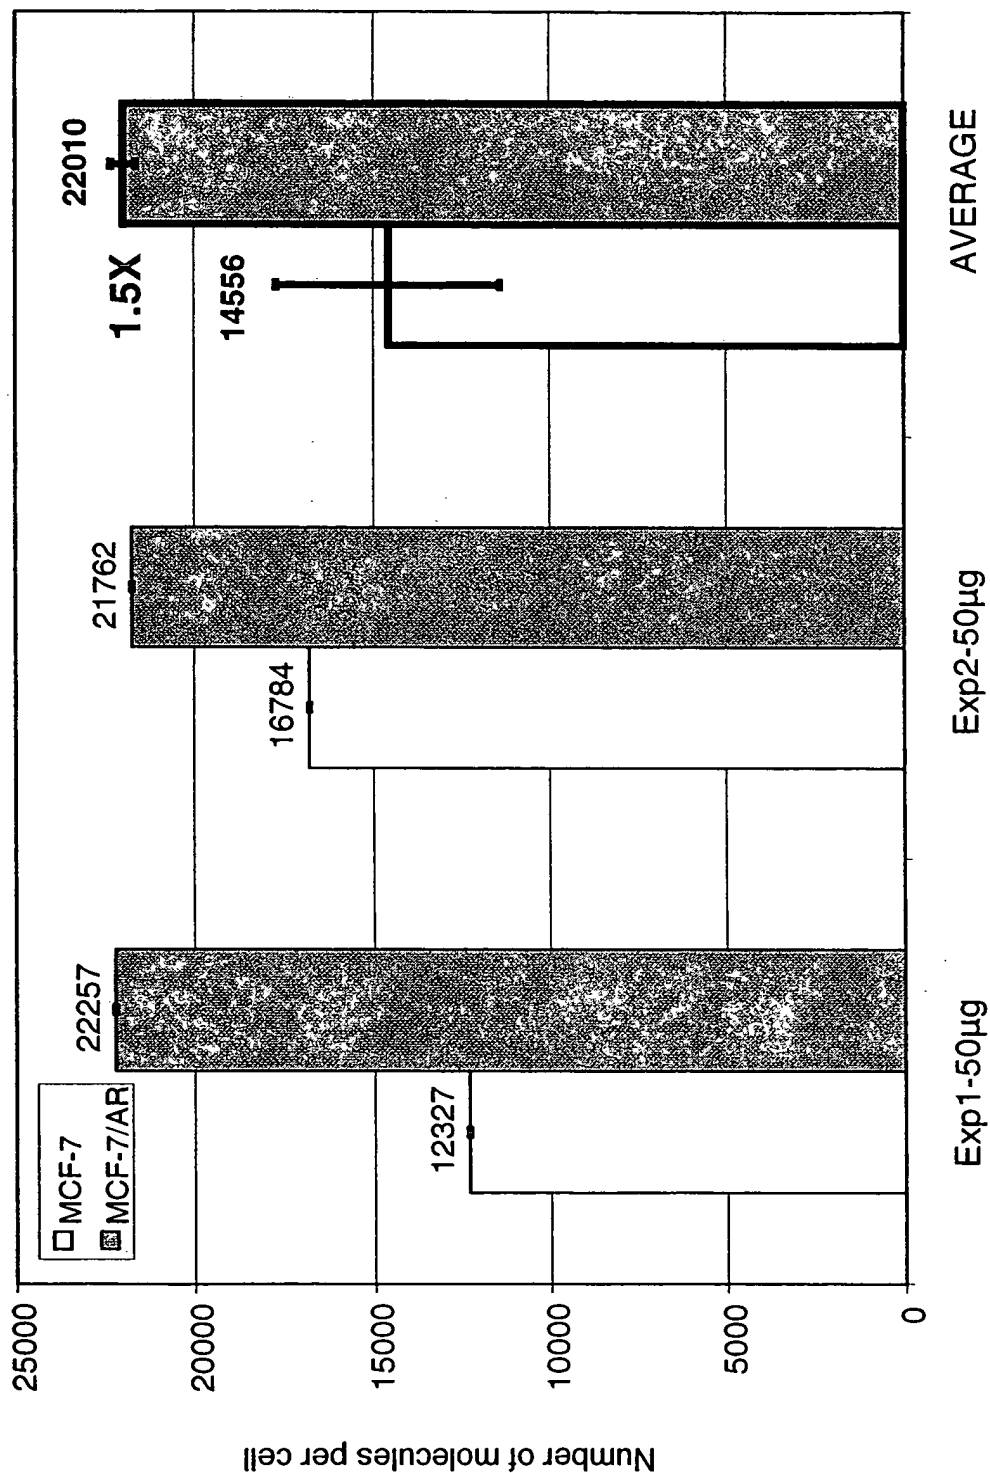 Number of molecules per cell
25000
20000
15000
10000
5000
0
MCF-7
MCF-7/AR
12327
22257
16784
21762
1.5X
14556
22010
Exp1-50µg
Exp2-50µg
AVERAGE